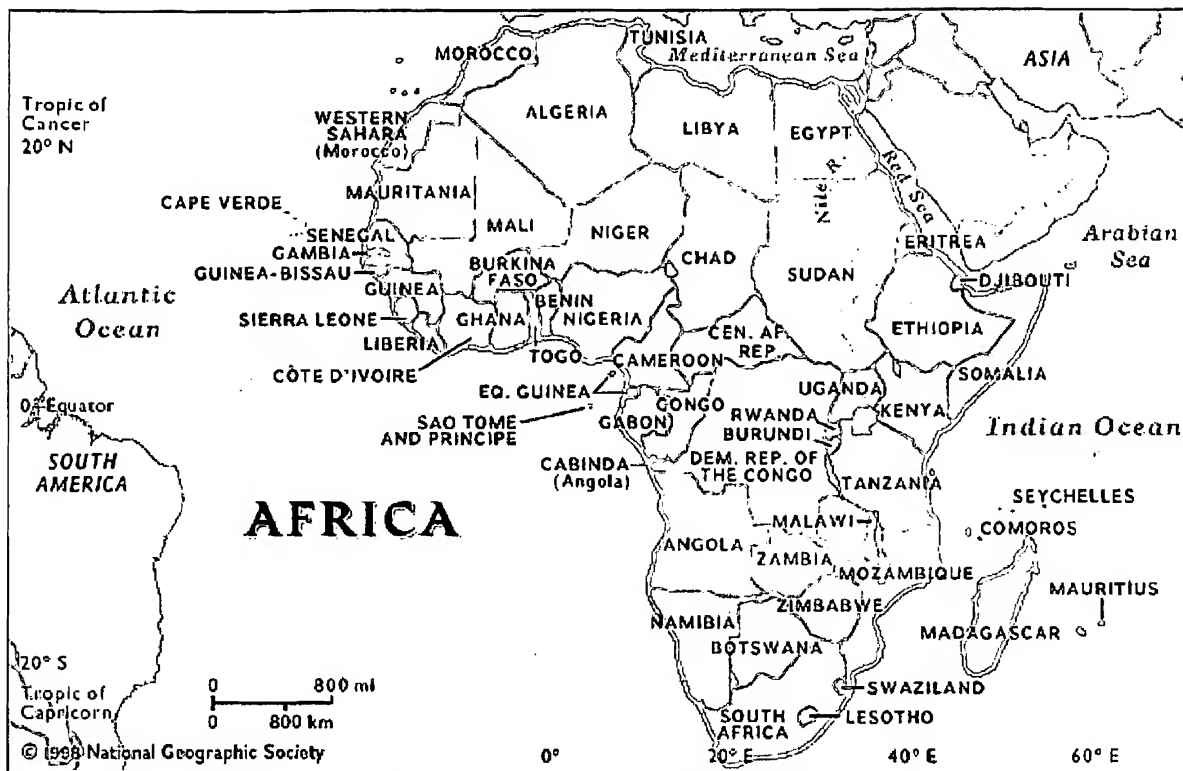 TUNISIA
Mediterranean Sea
MOROCCO
ASIA
Tropic of
Cancer
20° N
WESTERN
SAHARA
(Morocco)
ALGERIA
LIBYA
EGYPT
Nile R.
Red Sea
MAURITANIA
CAPE VERDE
MALI
NIGER
CHAD
SUDAN
ERITREA
Arabian
Sea
SENEGAL
GAMBIA
GUINEA-BISSAU
GUINEA
BURKINA
FASO
BENIN
NIGERIA
DJIBOUTI
Atlantic
Ocean
SIERRA LEONE
GHANA
LIBERIA
TOGO
CÔTE D'IVOIRE
CEN. AF.
REP.
CAMEROON
ETHIOPIA
SOMALIA
EQ. GUINEA
UGANDA
KENYA
0° Equator
SAO TOME
AND PRINCIPE
GABON
CONGO
RWANDA
BURUNDI
Indian Ocean
SOUTH
AMERICA
CABINDA
(Angola)
DEM. REP. OF
THE CONGO
TANZANIA
SEYCHELLES
AFRICA
MALAWI
COMOROS
ANGOLA
ZAMBIA
MOZAMBIQUE
MAURITIUS
ZIMBABWE
NAMIBIA
BOTSWANA
MADAGASCAR
20° S
Tropic of
Capricorn
0 800 mi
0 800 km
SWAZILAND
SOUTH
AFRICA
LESOTHO
© 1998 National Geographic Society
0° 20° E 40° E 60° E